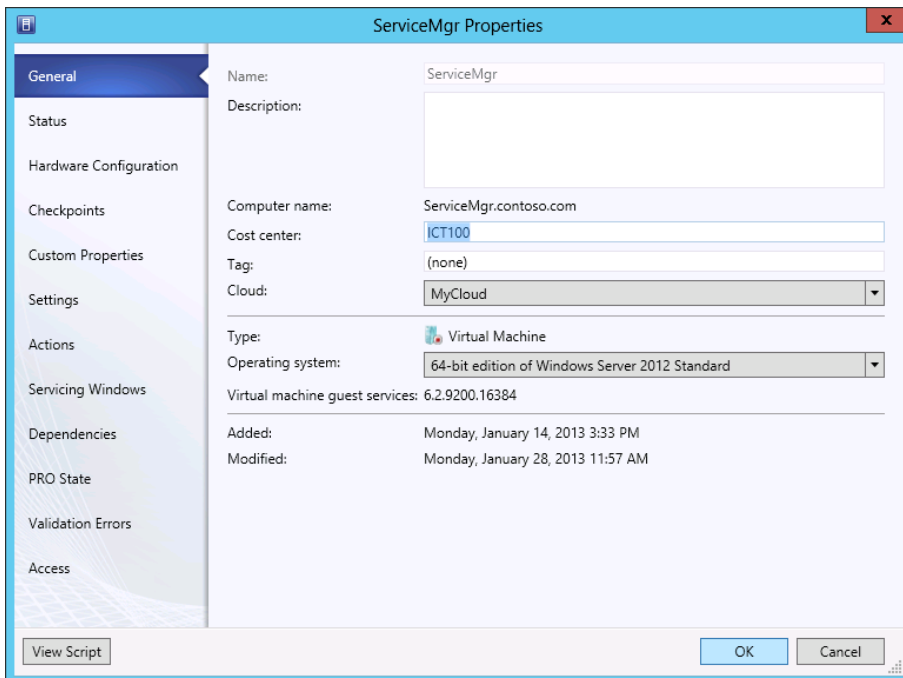 ServiceMgr Properties
x
General
Status
Hardware Configuration
Checkpoints
Custom Properties
Settings
Actions
Servicing Windows
Dependencies
PRO State
Validation Errors
Access
Name: ServiceMgr
Description:
Computer name: ServiceMgr.contoso.com
Cost center: ICT100
Tag: (none)
Cloud: MyCloud
Type: Virtual Machine
Operating system: 64-bit edition of Windows Server 2012 Standard
Virtual machine guest services: 6.2.9200.16384
Added: Monday, January 14, 2013 3:33 PM
Modified: Monday, January 28, 2013 11:57 AM
View Script
OK
Cancel